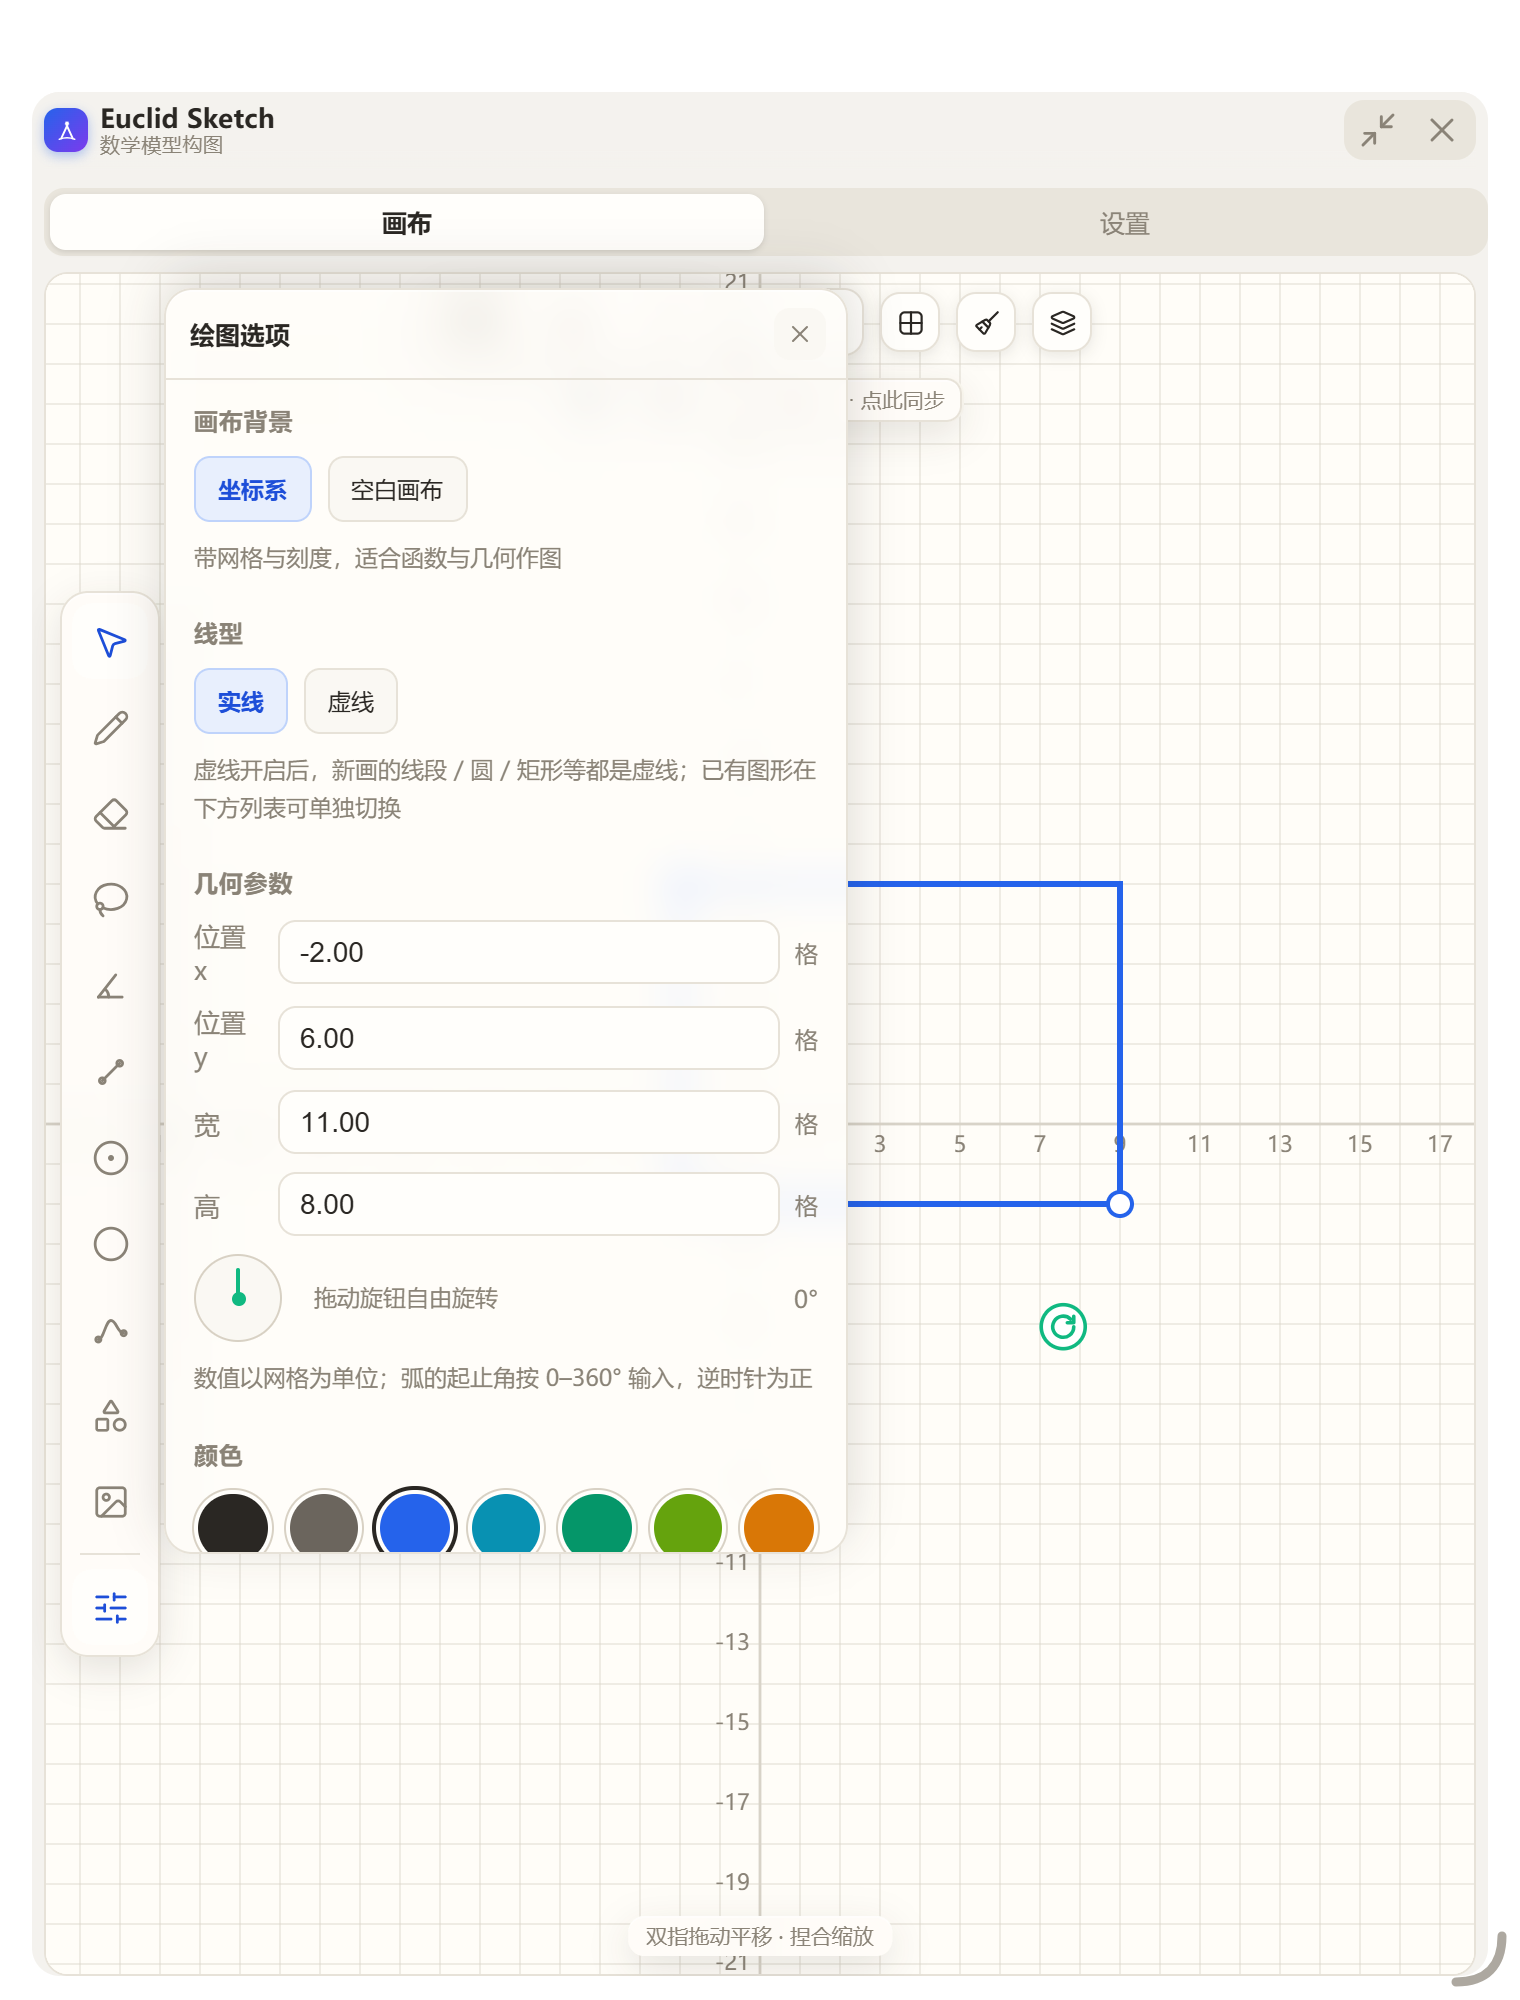 Euclid Sketch
数学模型构图
画布
设置
21
绘图选项
· 点此同步
画布背景
坐标系
空白画布
带网格与刻度，适合函数与几何作图
线型
实线
虚线
虚线开启后，新画的线段 / 圆 / 矩形等都是虚线；已有图形在
下方列表可单独切换
几何参数
位置
x
-2.00
格
位置
y
6.00
格
宽
11.00
格
高
8.00
格
3 5 7 9 11 13 15 17
拖动旋钮自由旋转
0°
数值以网格为单位；弧的起止角按 0–360° 输入，逆时针为正
颜色
-11
-13
-15
-17
-19
双指拖动平移 · 捏合缩放
-21